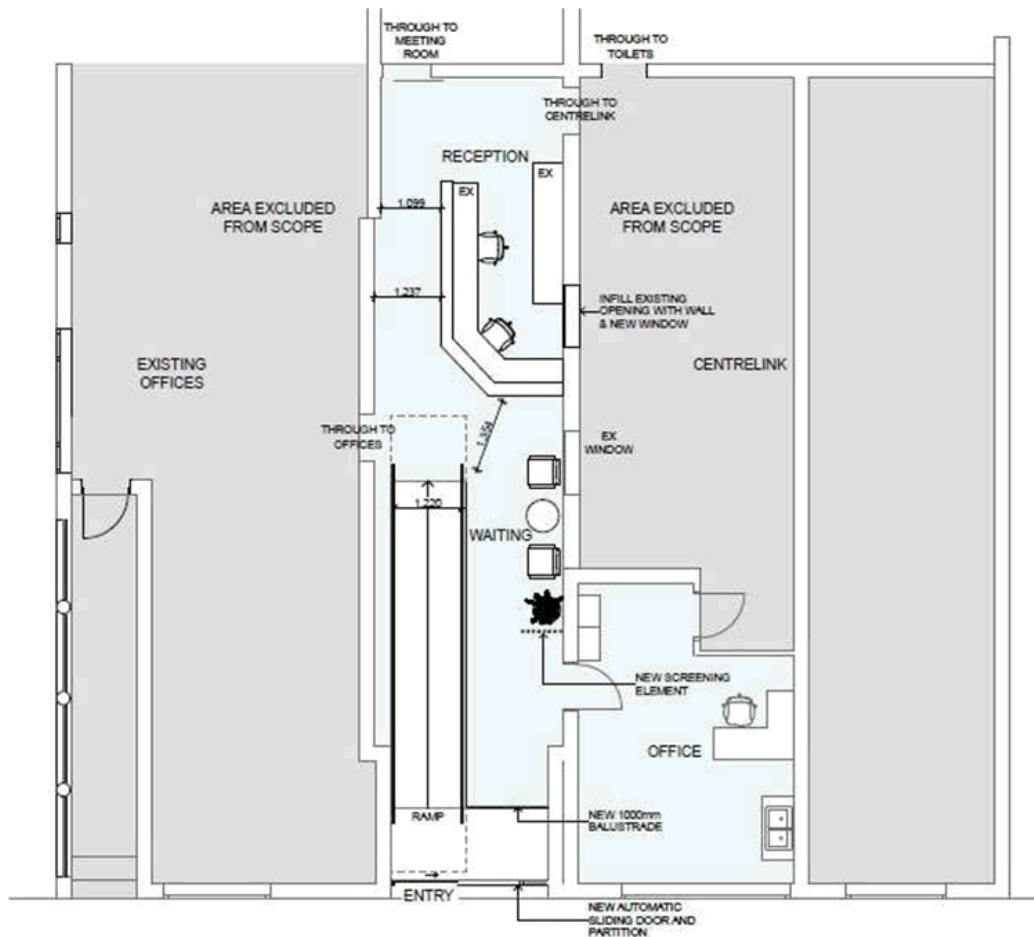 THROUGH TO
MEETING
ROOM
THROUGH TO
TOILETS
THROUGH TO
CENTRELINK
RECEPTION
EX
EX
AREA EXCLUDED
FROM SCOPE
1.099
AREA EXCLUDED
FROM SCOPE
1.237
INFILL EXISTING
OPENING WITH WALL
& NEW WINDOW
EXISTING
OFFICES
CENTRELINK
THROUGH TO
OFFICES
1.358
EX
WINDOW
1.220
WAITING
NEW SCREENING
ELEMENT
OFFICE
RAMP
NEW 1000mm
BALUSTRADE
ENTRY
NEW AUTOMATIC
SLIDING DOOR AND
PARTITION